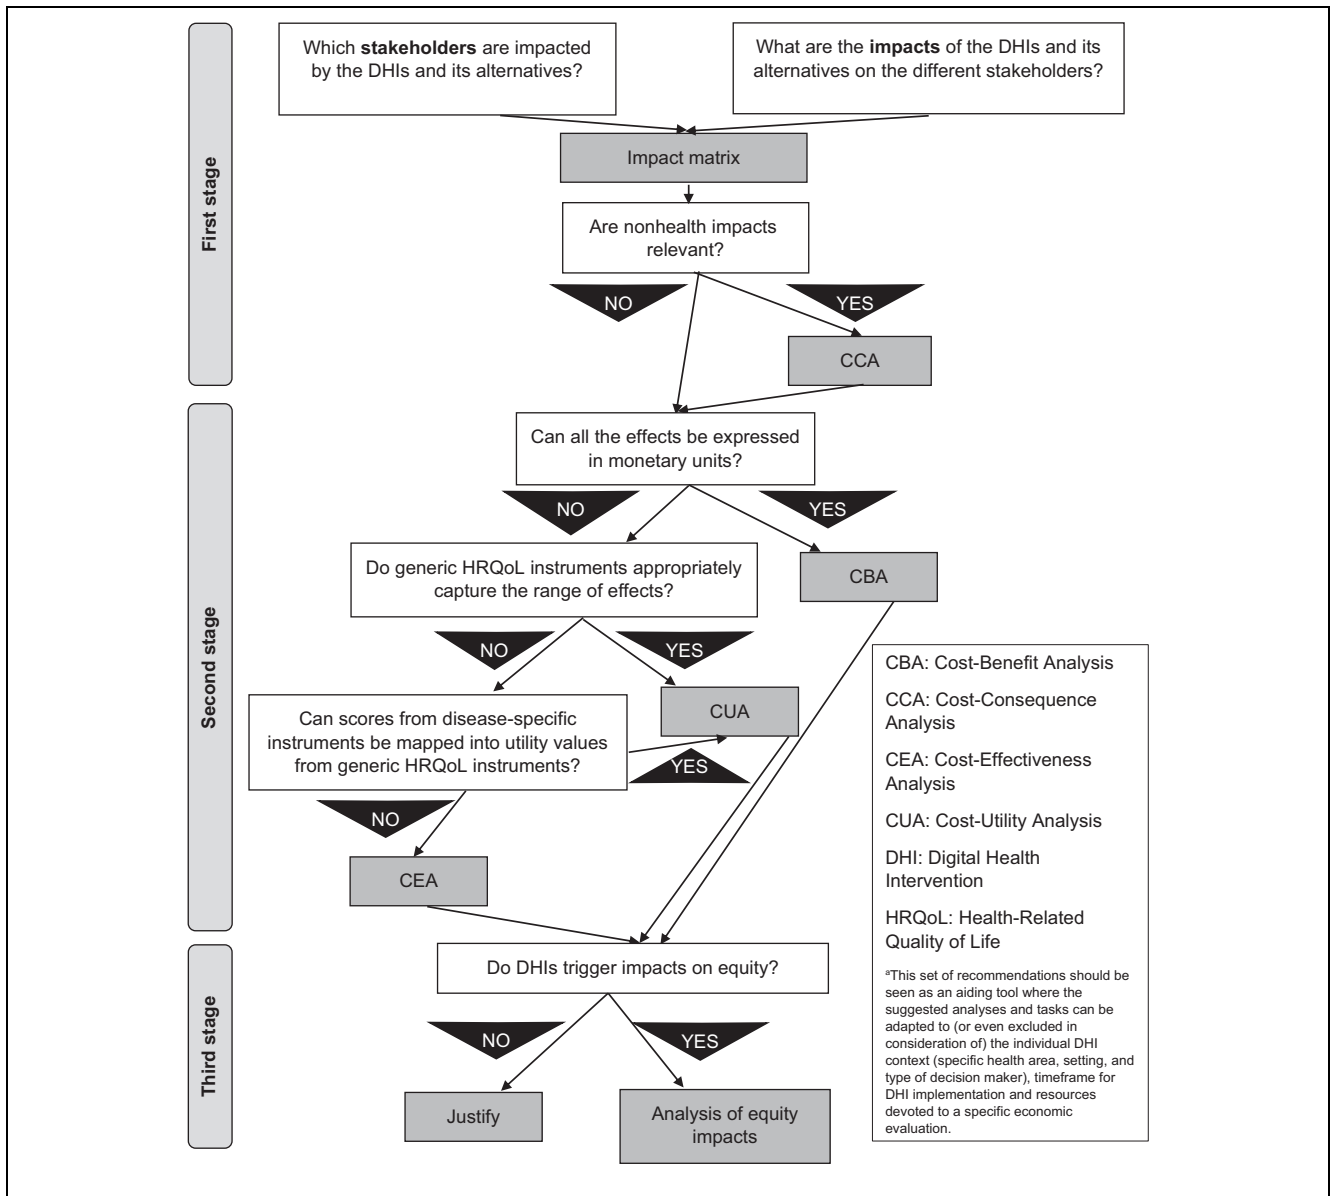 First stage
Which stakeholders are impacted
by the DHIs and its alternatives?
What are the impacts of the DHIs and its
alternatives on the different stakeholders?
Impact matrix
Are nonhealth impacts
relevant?
NO
YES
CCA
Second stage
Can all the effects be expressed
in monetary units?
NO
YES
Do generic HRQoL instruments appropriately
capture the range of effects?
CBA
NO
YES
Can scores from disease-specific
instruments be mapped into utility values
from generic HRQoL instruments?
CUA
YES
NO
CEA
Third stage
Do DHIs trigger impacts on equity?
NO
YES
Justify
Analysis of equity
impacts
CBA: Cost-Benefit Analysis
CCA: Cost-Consequence
Analysis
CEA: Cost-Effectiveness
Analysis
CUA: Cost-Utility Analysis
DHI: Digital Health
Intervention
HRQoL: Health-Related
Quality of Life
aThis set of recommendations should be
seen as an aiding tool where the
suggested analyses and tasks can be
adapted to (or even excluded in
consideration of) the individual DHI
context (specific health area, setting, and
type of decision maker), timeframe for
DHI implementation and resources
devoted to a specific economic
evaluation.